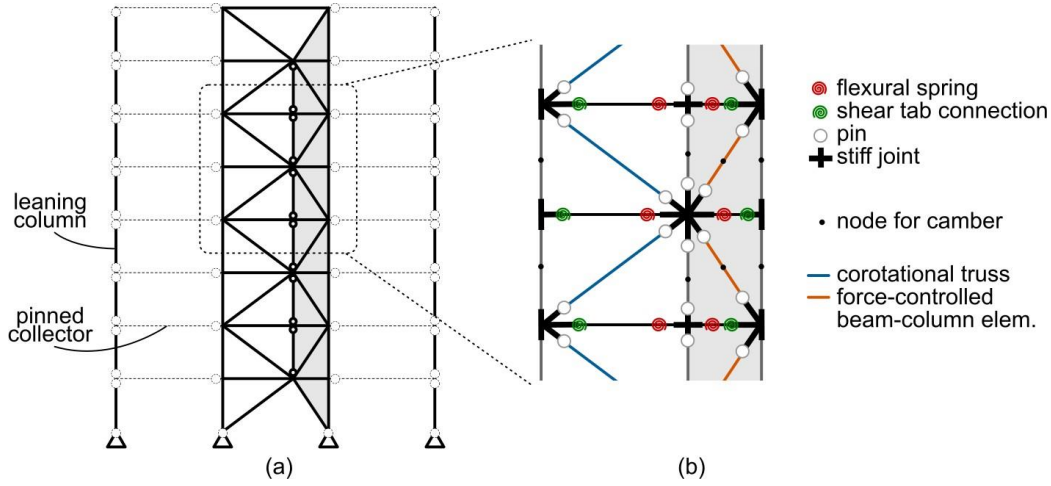 leaning
column
pinned
collector
(a)
(b)
flexural spring
shear tab connection
pin
stiff joint
node for camber
corotational truss
force-controlled
beam-column elem.